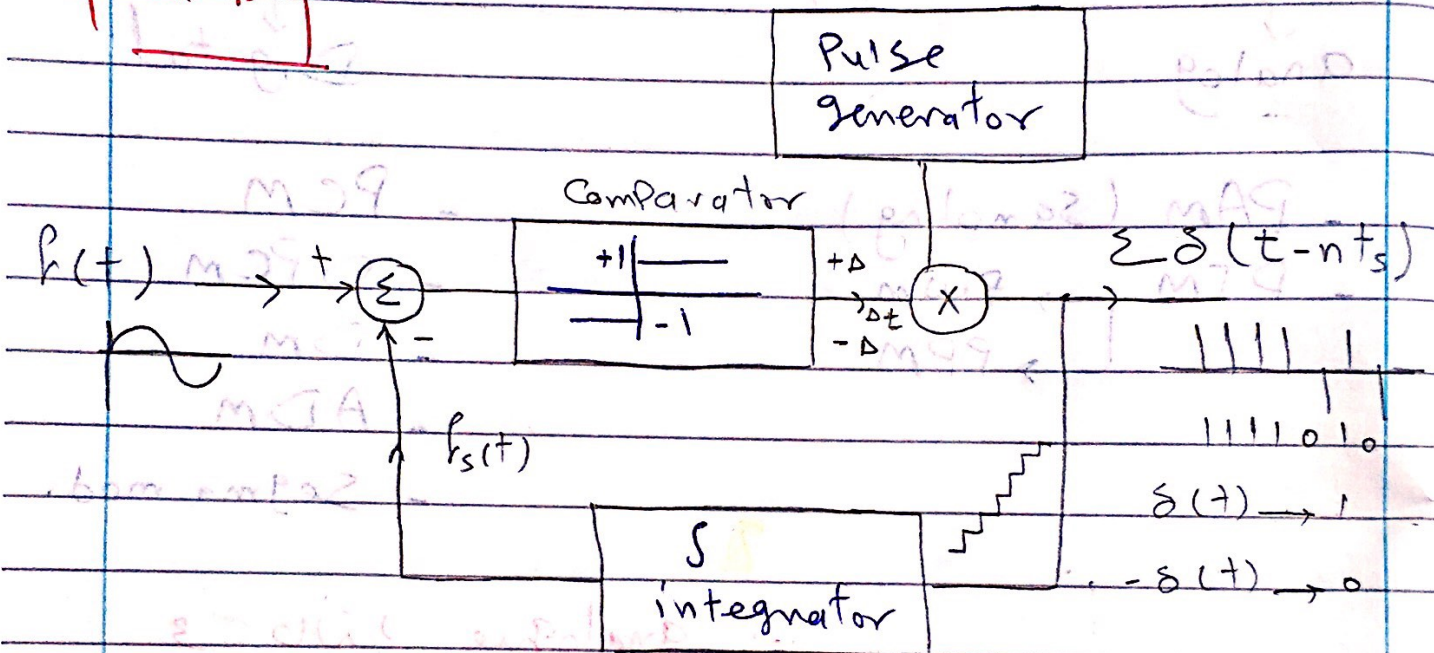 Pulse
generator
Comparator
f(t) + Σ - +1 -1 +Δ Δt -Δ X Σ δ(t-nts)
fs(t)
1111010
δ(t) → 1
∫
integrator
-δ(t) → 0